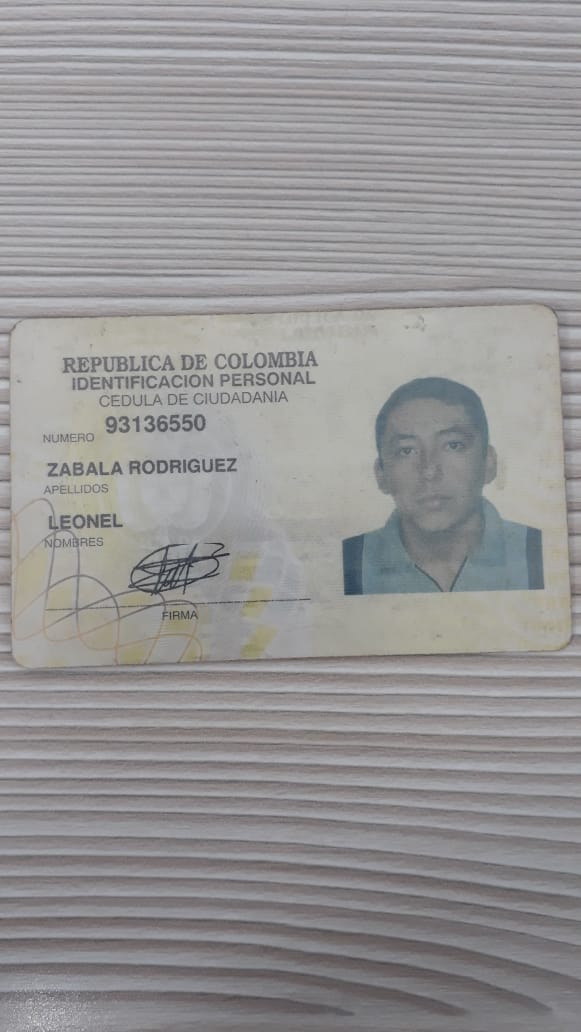 REPUBLICA DE COLOMBIA
IDENTIFICACION PERSONAL
CEDULA DE CIUDADANIA
NUMERO 93136550
ZABALA RODRIGUEZ
APELLIDOS
LEONEL
NOMBRES
FIRMA